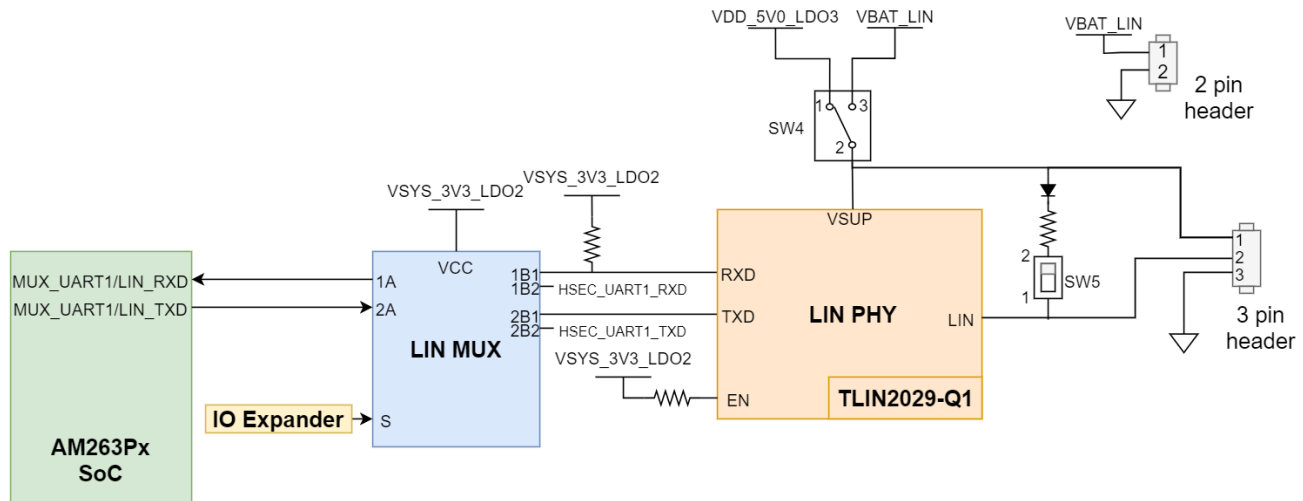 VDD_5V0_LDO3
VBAT_LIN
VBAT_LIN
1
2
2 pin
header
1
3
SW4
2
VSYS_3V3_LDO2
VSYS_3V3_LDO2
VSUP
VCC
MUX_UART1/LIN_RXD
1A
1B1
RXD
1B2
HSEC_UART1_RXD
MUX_UART1/LIN_TXD
2A
2B1
TXD
2B2
HSEC_UART1_TXD
LIN MUX
LIN PHY
LIN
2
SW5
1
1
2
3
3 pin
header
VSYS_3V3_LDO2
EN
TLIN2029-Q1
IO Expander
S
AM263Px
SoC